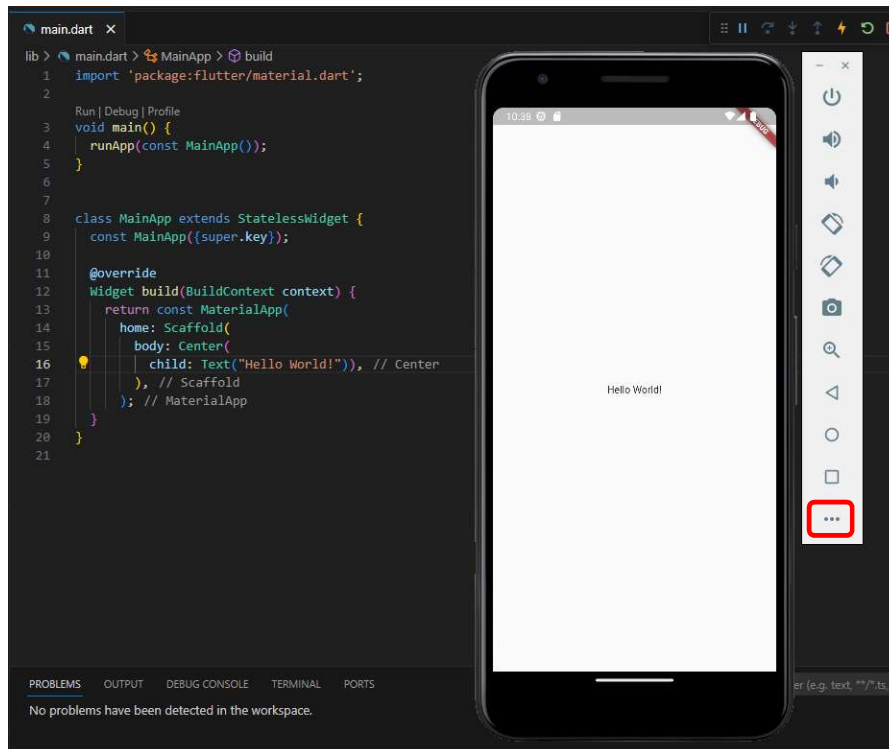 main.dart
lib > main.dart > MainApp > build
1 import 'package:flutter/material.dart';
2
Run | Debug | Profile
3 void main() {
4 runApp(const MainApp());
5 }
6
7
8 class MainApp extends StatelessWidget {
9 const MainApp({super.key});
10
11 @override
12 Widget build(BuildContext context) {
13 return const MaterialApp(
14 home: Scaffold(
15 body: Center(
16 child: Text("Hello World!")), // Center
17 ), // Scaffold
18 ); // MaterialApp
19 }
20 }
21
10:38
DEBUG
Hello World!
PROBLEMS OUTPUT DEBUG CONSOLE TERMINAL PORTS
er (e.g. text, **/*.ts,
No problems have been detected in the workspace.